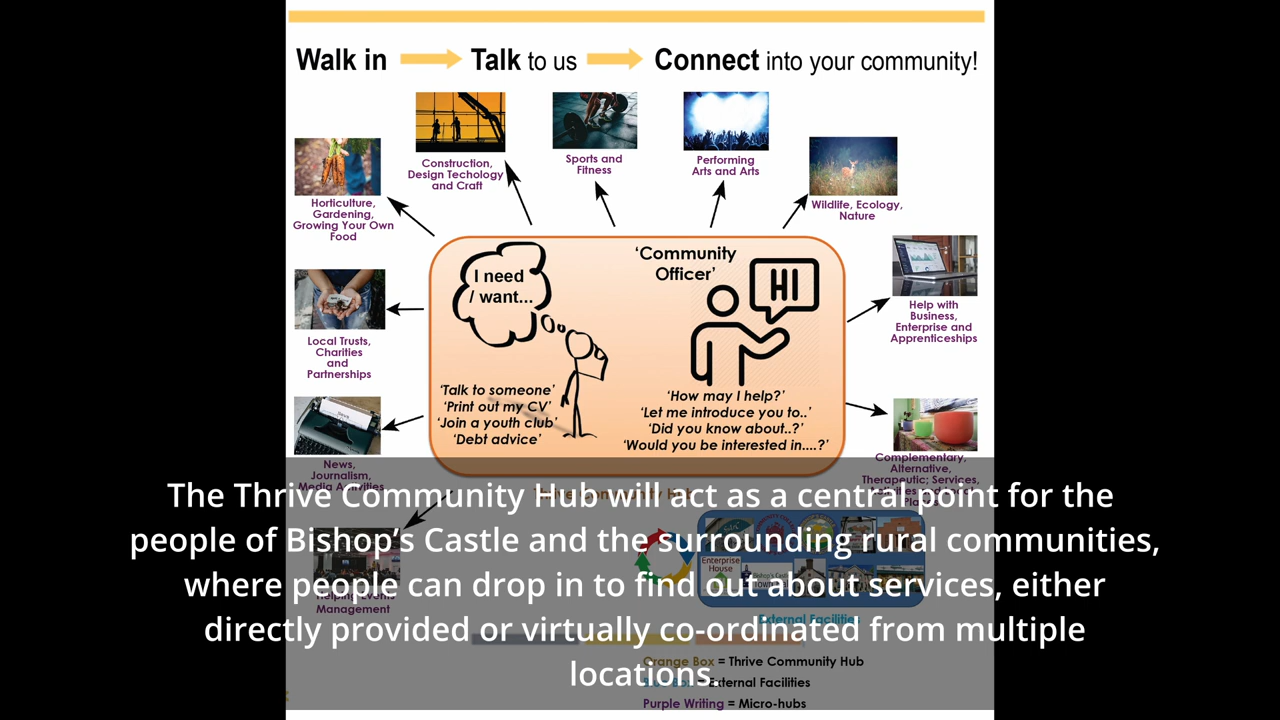 Walk in Talk to us Connect into your community!
Construction,
Design Techology
and Craft
Sports and
Fitness
Performing
Arts and Arts
Horticulture,
Gardening,
Growing Your Own
Food
Wildlife, Ecology,
Nature
Local Trusts,
Charities
and
Partnerships
Help with
Business,
Enterprise and
Apprenticeships
I need
/ want...
'Community
Officer'
HI
'Talk to someone'
'Print out my CV'
'Join a youth club'
'Debt advice'
'How may I help?'
'Let me introduce you to..'
'Did you know about..?'
'Would you be interested in....?'
News,
Journalism,
Media Activities
Complementary,
Alternative,
Therapeutic; Services,
The Thrive Community Hub will act as a central point for the
people of Bishop's Castle and the surrounding rural communities,
where people can drop in to find out about services, either
directly provided or virtually co-ordinated from multiple
locations.
Enterprise
House
Helping Event
Management
External Facilities
Orange Box = Thrive Community Hub
External Facilities
Purple Writing = Micro-hubs